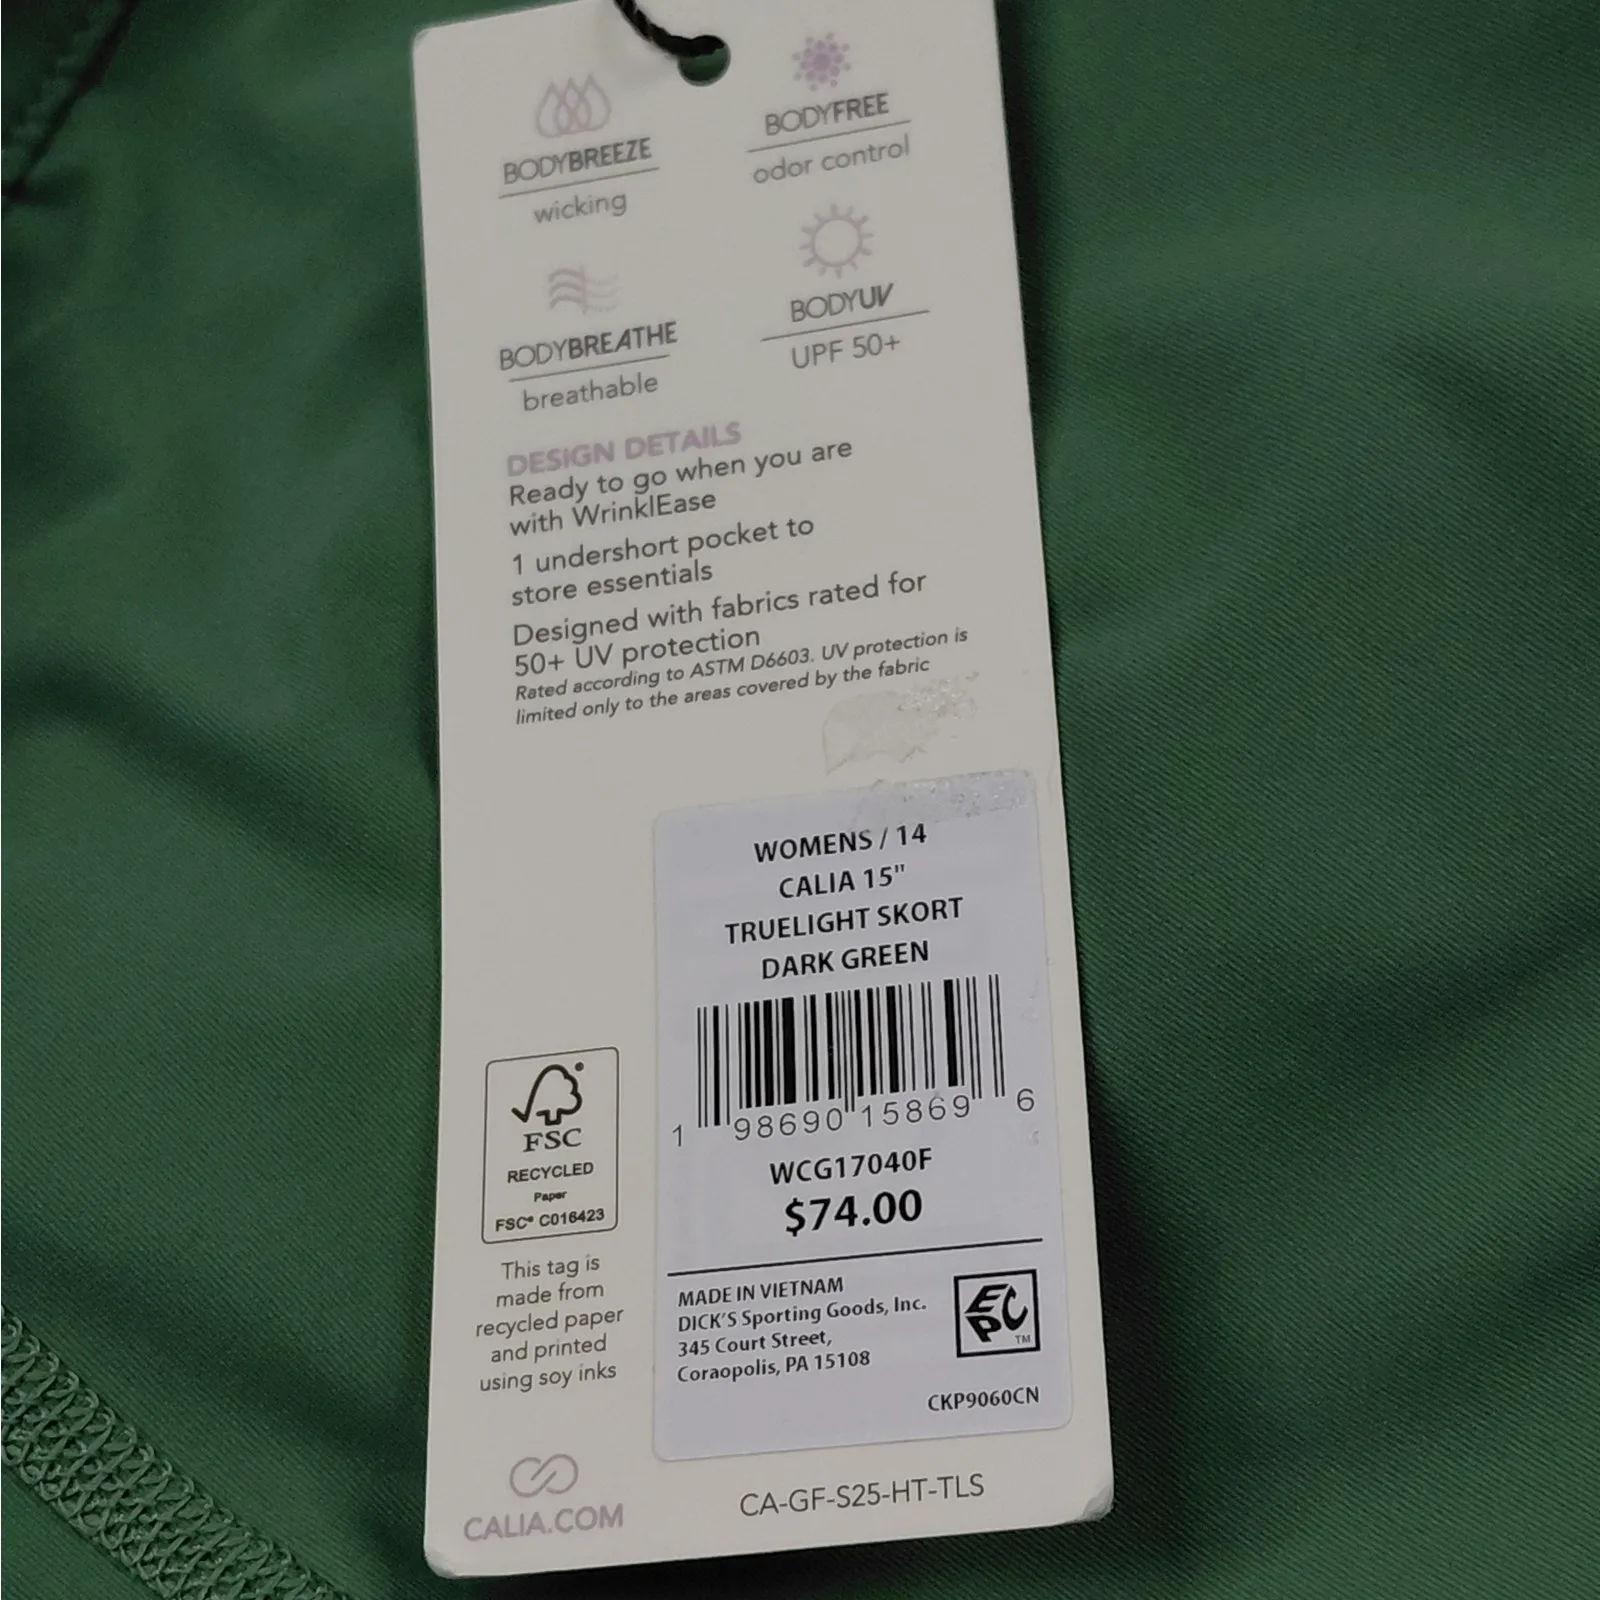 BODYBREEZE
wicking
BODYFREE
odor control
BODYBREATHE
breathable
BODYUV
UPF 50+
DESIGN DETAILS
Ready to go when you are
with WrinklEase
1 undershort pocket to
store essentials
Designed with fabrics rated for
50+ UV protection
Rated according to ASTM D6603. UV protection is
limited only to the areas covered by the fabric
WOMENS / 14
CALIA 15"
TRUELIGHT SKORT
DARK GREEN
1 98690 15869 6
WCG17040F
$74.00
MADE IN VIETNAM
DICK'S Sporting Goods, Inc.
345 Court Street,
Coraopolis, PA 15108
EPC
TM
CKP9060CN
FSC
RECYCLED
Paper
FSC® C016423
This tag is
made from
recycled paper
and printed
using soy inks
CALIA.COM
CA-GF-S25-HT-TLS